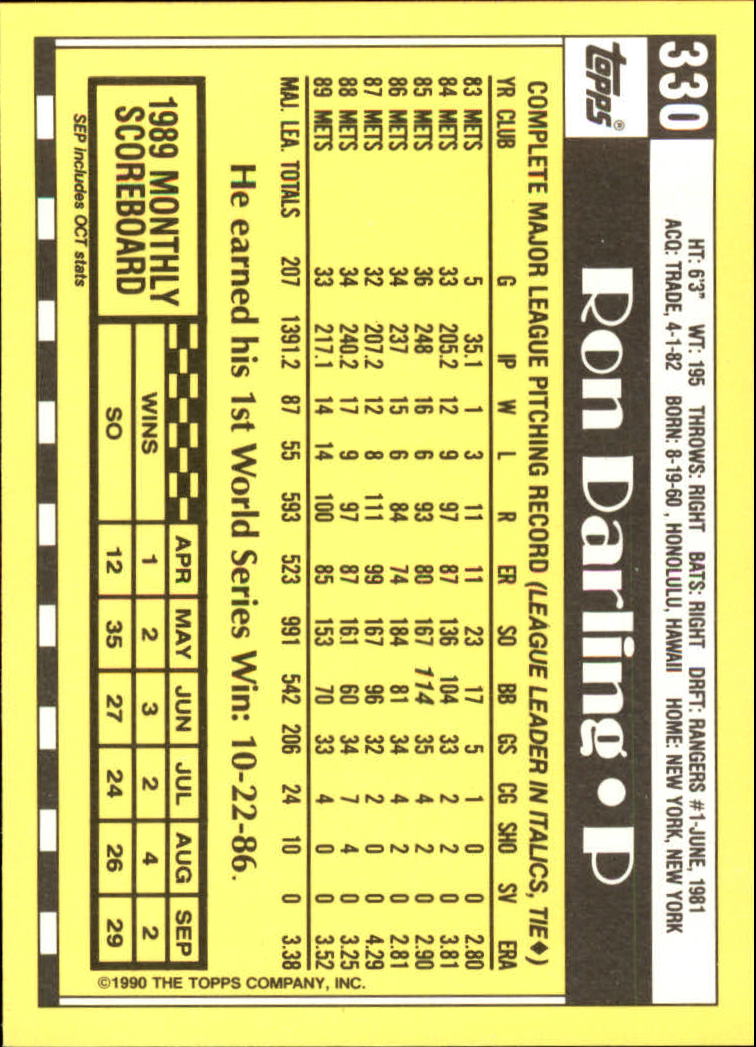 330
HT: 6'3" WT: 195 THROWS: RIGHT BATS: RIGHT DRFT: RANGERS #1-JUNE, 1981
ACQ: TRADE, 4-1-82 BORN: 8-19-60 , HONOLULU, HAWAII HOME: NEW YORK, NEW YORK
topps®
Ron Darling • P
COMPLETE MAJOR LEAGUE PITCHING RECORD (LEAGUE LEADER IN ITALICS, TIE♦)
YR CLUB G IP W L R ER SO BB GS CG SHO SV ERA
83 METS 5 35.1 1 3 11 11 23 17 5 1 0 0 2.80
84 METS 33 205.2 12 9 97 87 136 104 33 2 2 0 3.81
85 METS 36 248 16 6 93 80 167 114 35 4 2 0 2.90
86 METS 34 237 15 6 84 74 184 81 34 4 2 0 2.81
87 METS 32 207.2 12 8 111 99 167 96 32 2 0 0 4.29
88 METS 34 240.2 17 9 97 87 161 60 34 7 4 0 3.25
89 METS 33 217.1 14 14 100 85 153 70 33 4 0 0 3.52
MAJ. LEA. TOTALS 207 1391.2 87 55 593 523 991 542 206 24 10 0 3.38
He earned his 1st World Series Win: 10-22-86.
1989 MONTHLY
SCOREBOARD
APR MAY JUN JUL AUG SEP
WINS 1 2 3 2 4 2
SO 12 35 27 24 26 29
SEP includes OCT stats
©1990 THE TOPPS COMPANY, INC.